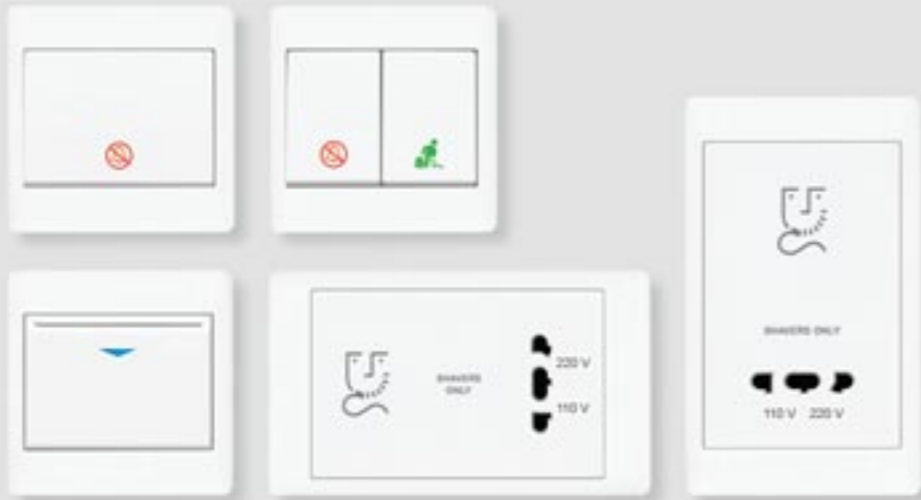 SHAVERS
ONLY
220 V
110 V
SHAVERS ONLY
110 V 220 V